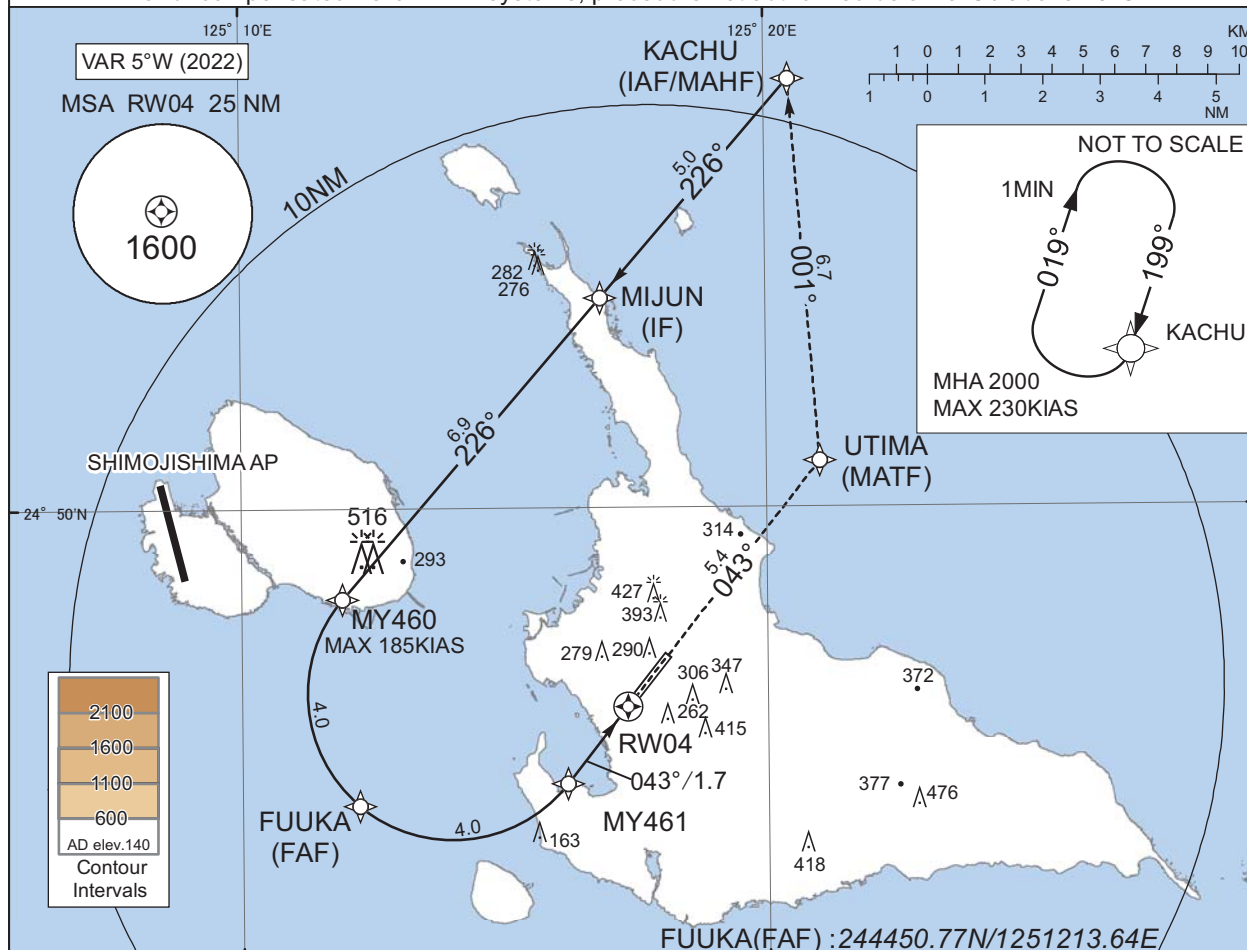 125° 10′E
125° 20′E
VAR 5°W (2022)
MSA RW04 25 NM
1600
10NM
KACHU
(IAF/MAHF)
KM
1 0 1 2 3 4 5 6 7 8 9 10
1 0 1 2 3 4 5
NM
NOT TO SCALE
1MIN
019°
199°
KACHU
MHA 2000
MAX 230KIAS
5.0
226°
282
276
MIJUN
(IF)
6.7
001°
6.9
226°
UTIMA
(MATF)
SHIMOJISHIMA AP
24° 50′N
516
293
314
5.4
043°
427
393
MY460
MAX 185KIAS
279
290
306
347
372
262
415
RW04
4.0
043°/1.7
377
476
FUUKA
(FAF)
4.0
MY461
163
418
2100
1600
1100
600
AD elev.140
Contour
Intervals
FUUKA(FAF) :244450.77N/1251213.64E